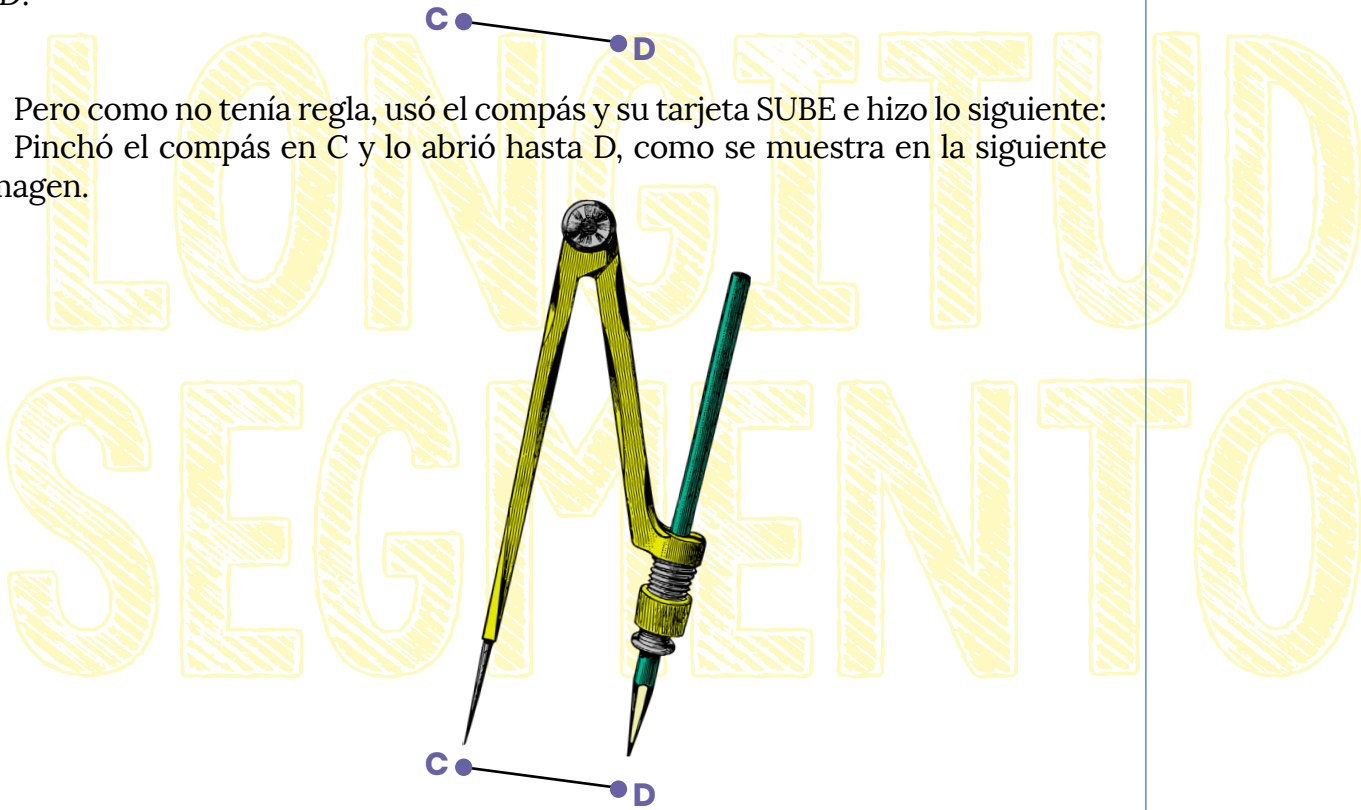 D.
C
D
Pero como no tenía regla, usó el compás y su tarjeta SUBE e hizo lo siguiente:
Pinchó el compás en C y lo abrió hasta D, como se muestra en la siguiente
magen.
LONGITUD
SEGMENTO
C
D